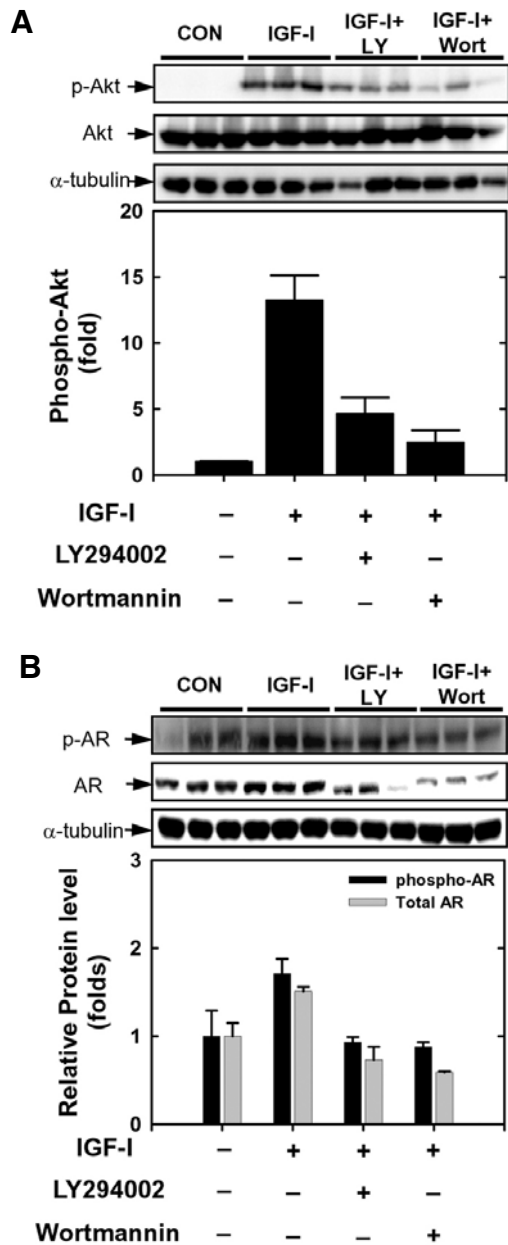 A
CON IGF-I IGF-I+ LY IGF-I+ Wort
p-Akt
Akt
α-tubulin
20
15
10
5
0
Phospho-Akt
(fold)
IGF-I – + + +
LY294002 – – + –
Wortmannin – – – +
B
CON IGF-I IGF-I+ LY IGF-I+ Wort
p-AR
AR
α-tubulin
3
2
1
0
Relative Protein level
(folds)
phospho-AR
Total AR
IGF-I – + + +
LY294002 – – + –
Wortmannin – – – +